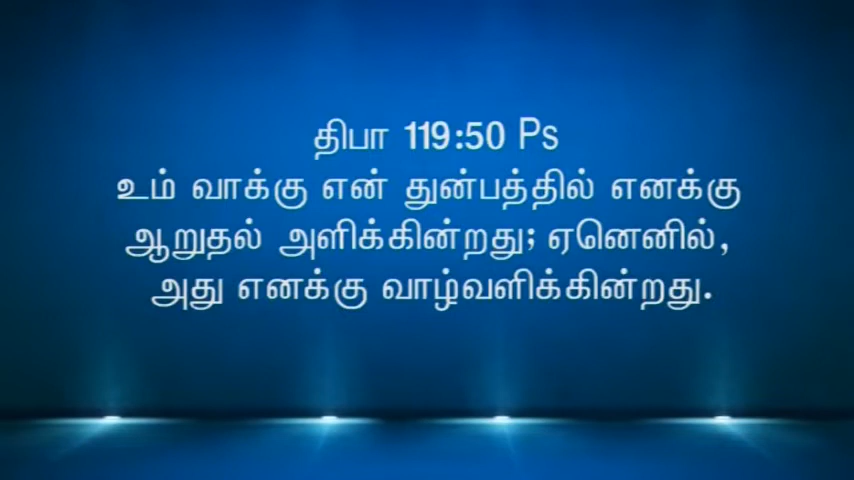 திபா 119:50 Ps
உம் வாக்கு என் துன்பத்தில் எனக்கு
ஆறுதல் அளிக்கின்றது; ஏனெனில்,
அது எனக்கு வாழ்வளிக்கின்றது.